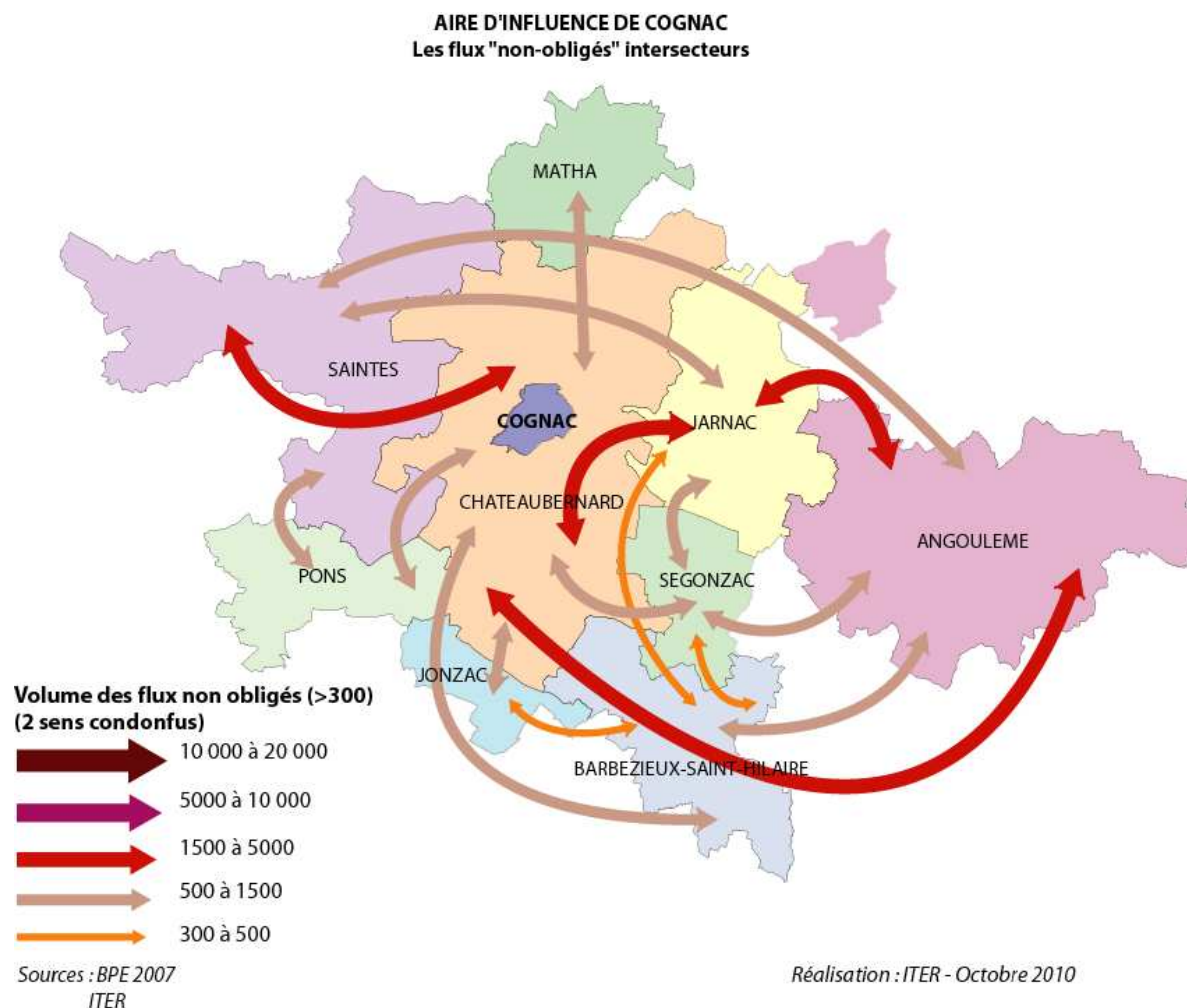 AIRE D'INFLUENCE DE COGNAC
Les flux "non-obligés" intersecteurs
MATHA
SAINTES
COGNAC
JARNAC
CHATEAUBERNARD
ANGOULEME
PONS
SEGONZAC
JONZAC
BARBEZIEUX-SAINT-HILAIRE
Volume des flux non obligés (>300)
(2 sens condonfus)
10 000 à 20 000
5000 à 10 000
1500 à 5000
500 à 1500
300 à 500
Sources : BPE 2007
ITER
Réalisation : ITER - Octobre 2010